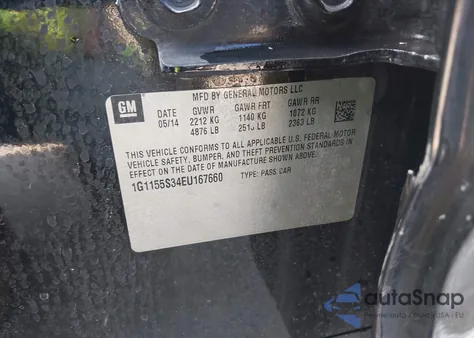 MFD BY GENERAL MOTORS LLC
GM
DATE GVWR GAWR FRT GAWR RR
05/14 2212 KG 1140 KG 1072 KG
4876 LB 2513 LB 2363 LB
THIS VEHICLE CONFORMS TO ALL APPLICABLE U.S. FEDERAL MOTOR
VEHICLE SAFETY, BUMPER, AND THEFT PREVENTION STANDARDS IN
EFFECT ON THE DATE OF MANUFACTURE SHOWN ABOVE.
1G1155S34EU167660 TYPE: PASS CAR
autoSnap
USA / EU